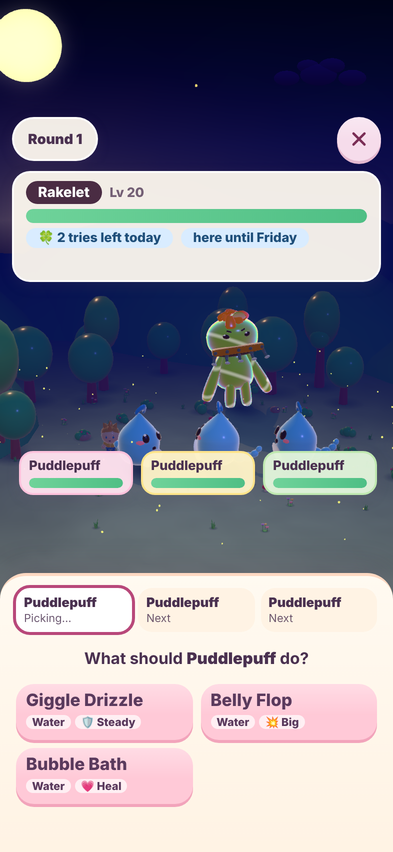 Round 1
Rakelet Lv 20
🍀 2 tries left today here until Friday
Puddlepuff Puddlepuff Puddlepuff
Puddlepuff Puddlepuff Puddlepuff
Picking... Next Next
What should Puddlepuff do?
Giggle Drizzle Belly Flop
Water 🛡️ Steady Water 💥 Big
Bubble Bath
Water 💗 Heal